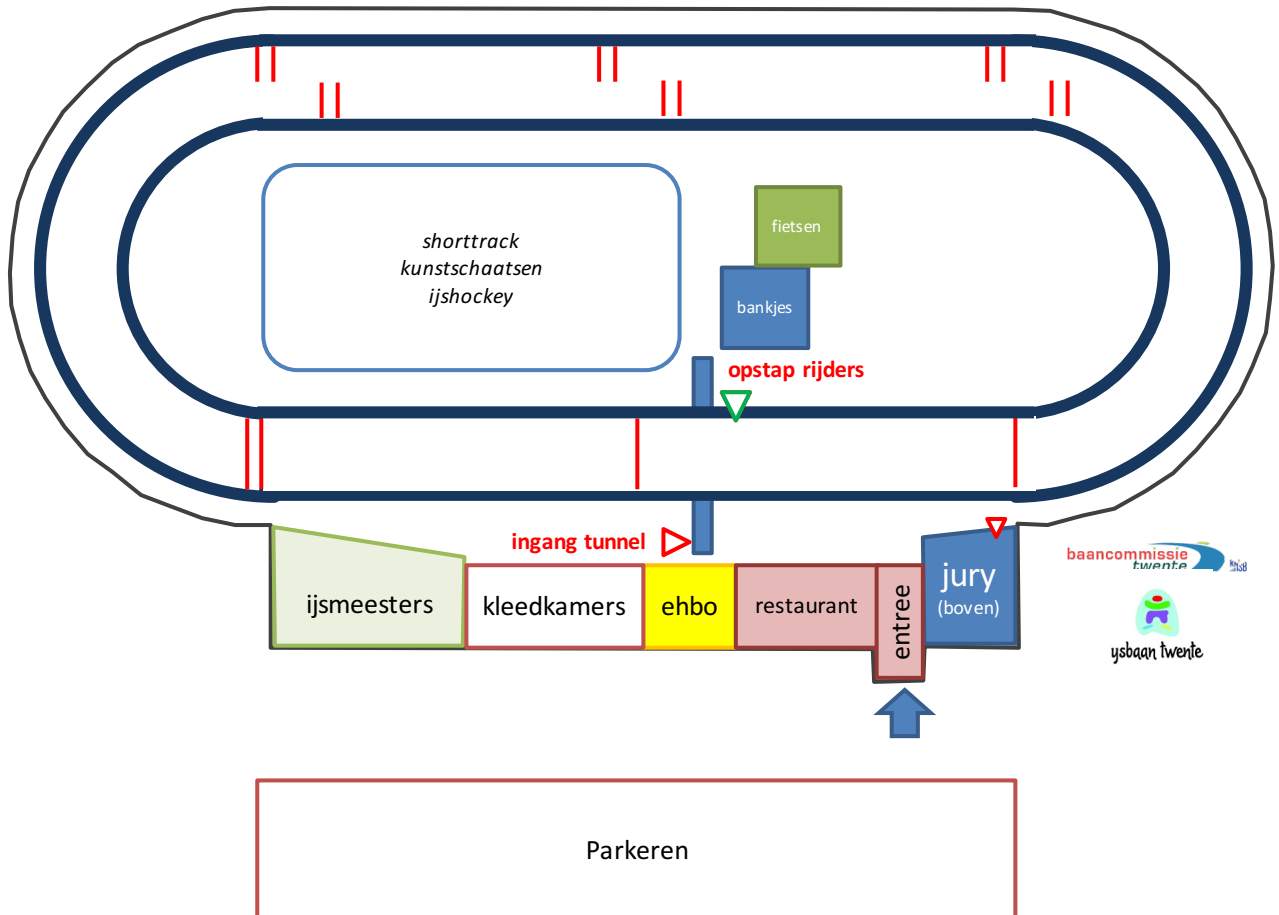 shorttrack
kunstschaatsen
ijshockey
fietsen
bankjes
opstap rijders
ingang tunnel
ijsmeesters
kleedkamers
ehbo
restaurant
entree
jury
(boven)
baancommissie
twente
KNSB
ysbaan twente
Parkeren